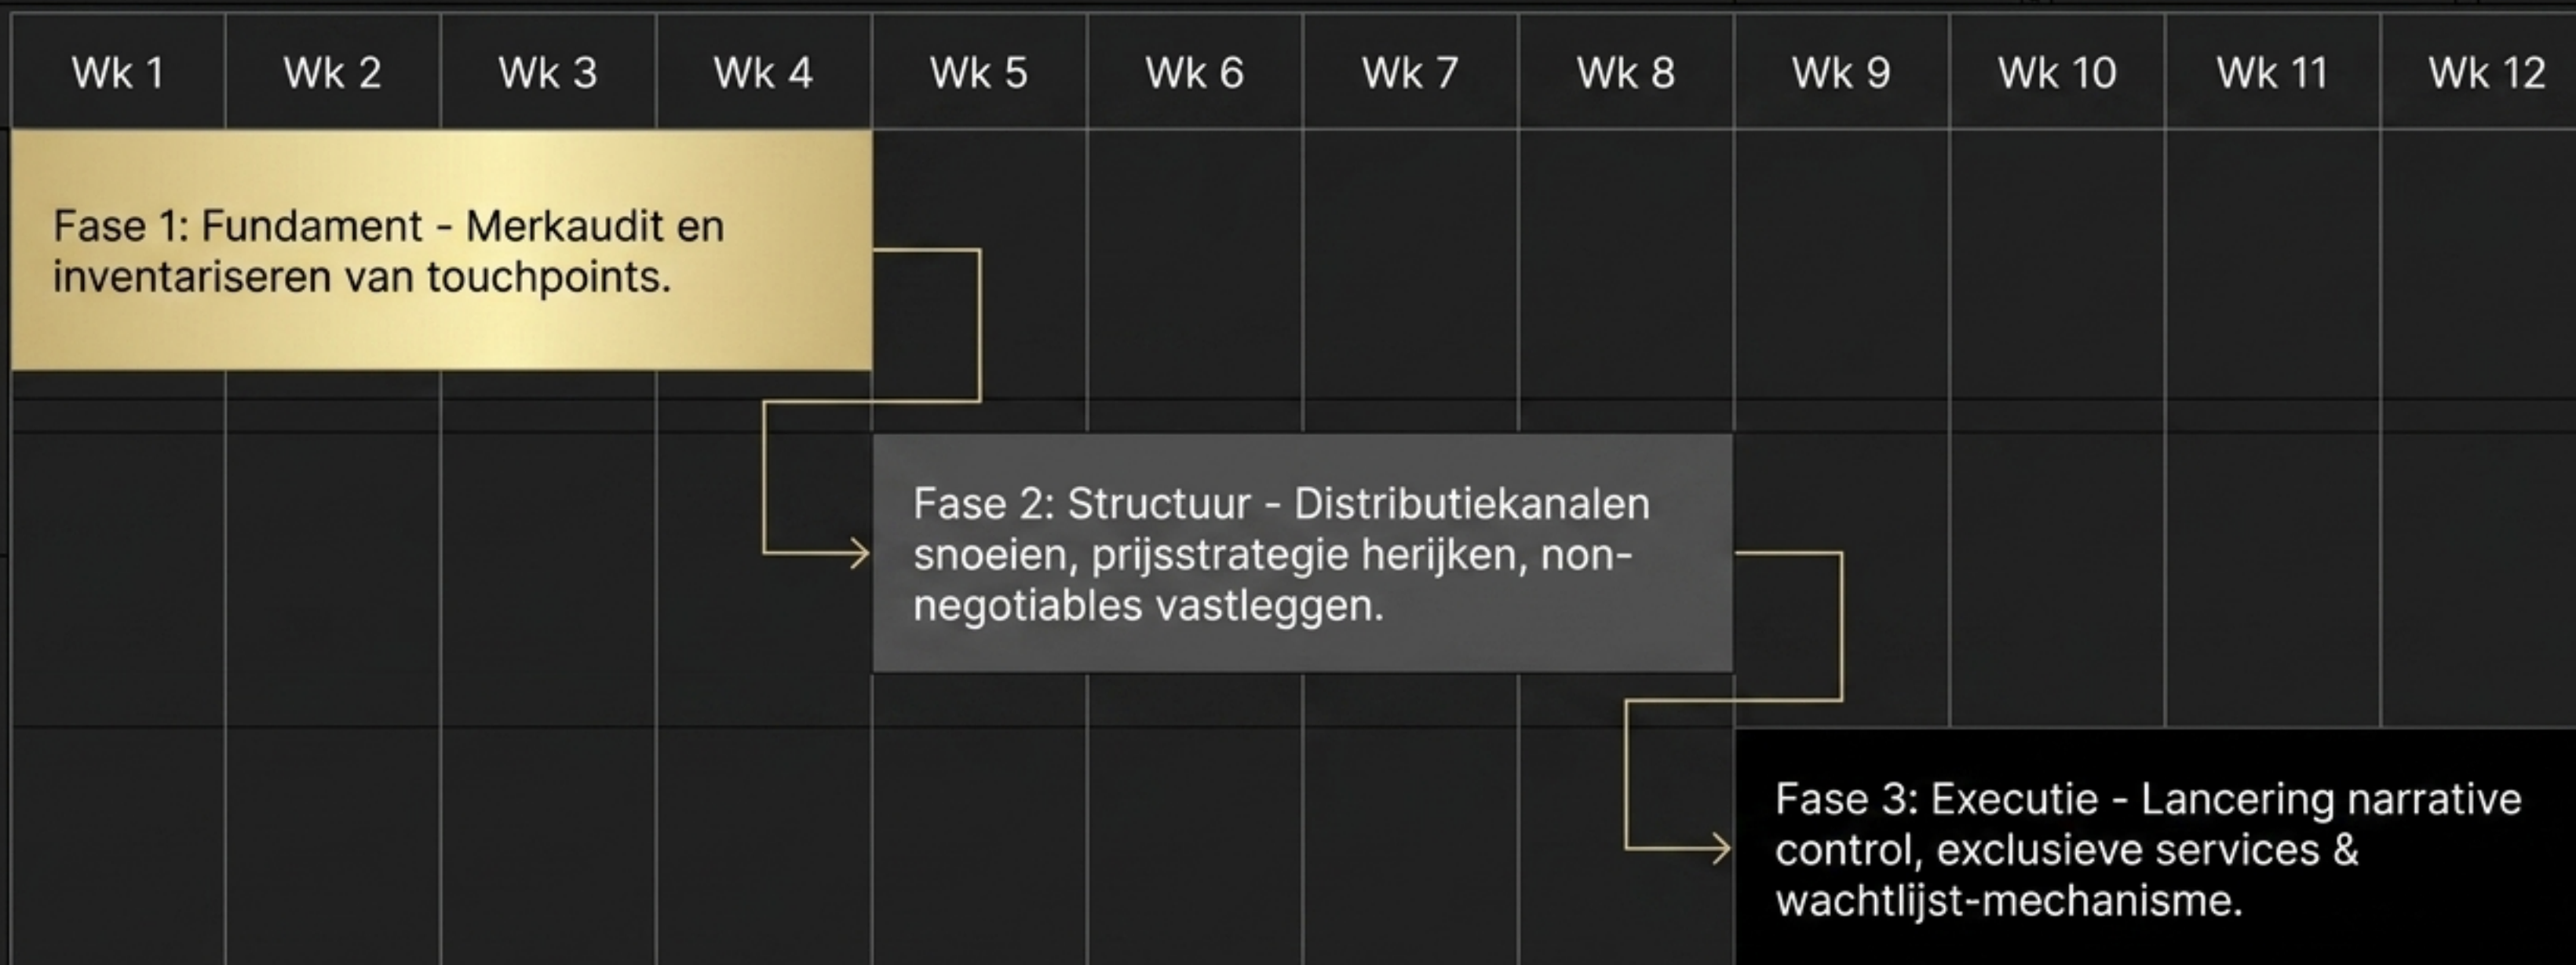 Wk 1 Wk 2 Wk 3 Wk 4 Wk 5 Wk 6 Wk 7 Wk 8 Wk 9 Wk 10 Wk 11 Wk 12
Fase 1: Fundament - Merkaudit en
inventariseren van touchpoints.
Fase 2: Structuur - Distributiekanalen
snoeien, prijsstrategie herijken, non-
negotiables vastleggen.
Fase 3: Executie - Lancering narrative
control, exclusieve services &
wachtlijst-mechanisme.